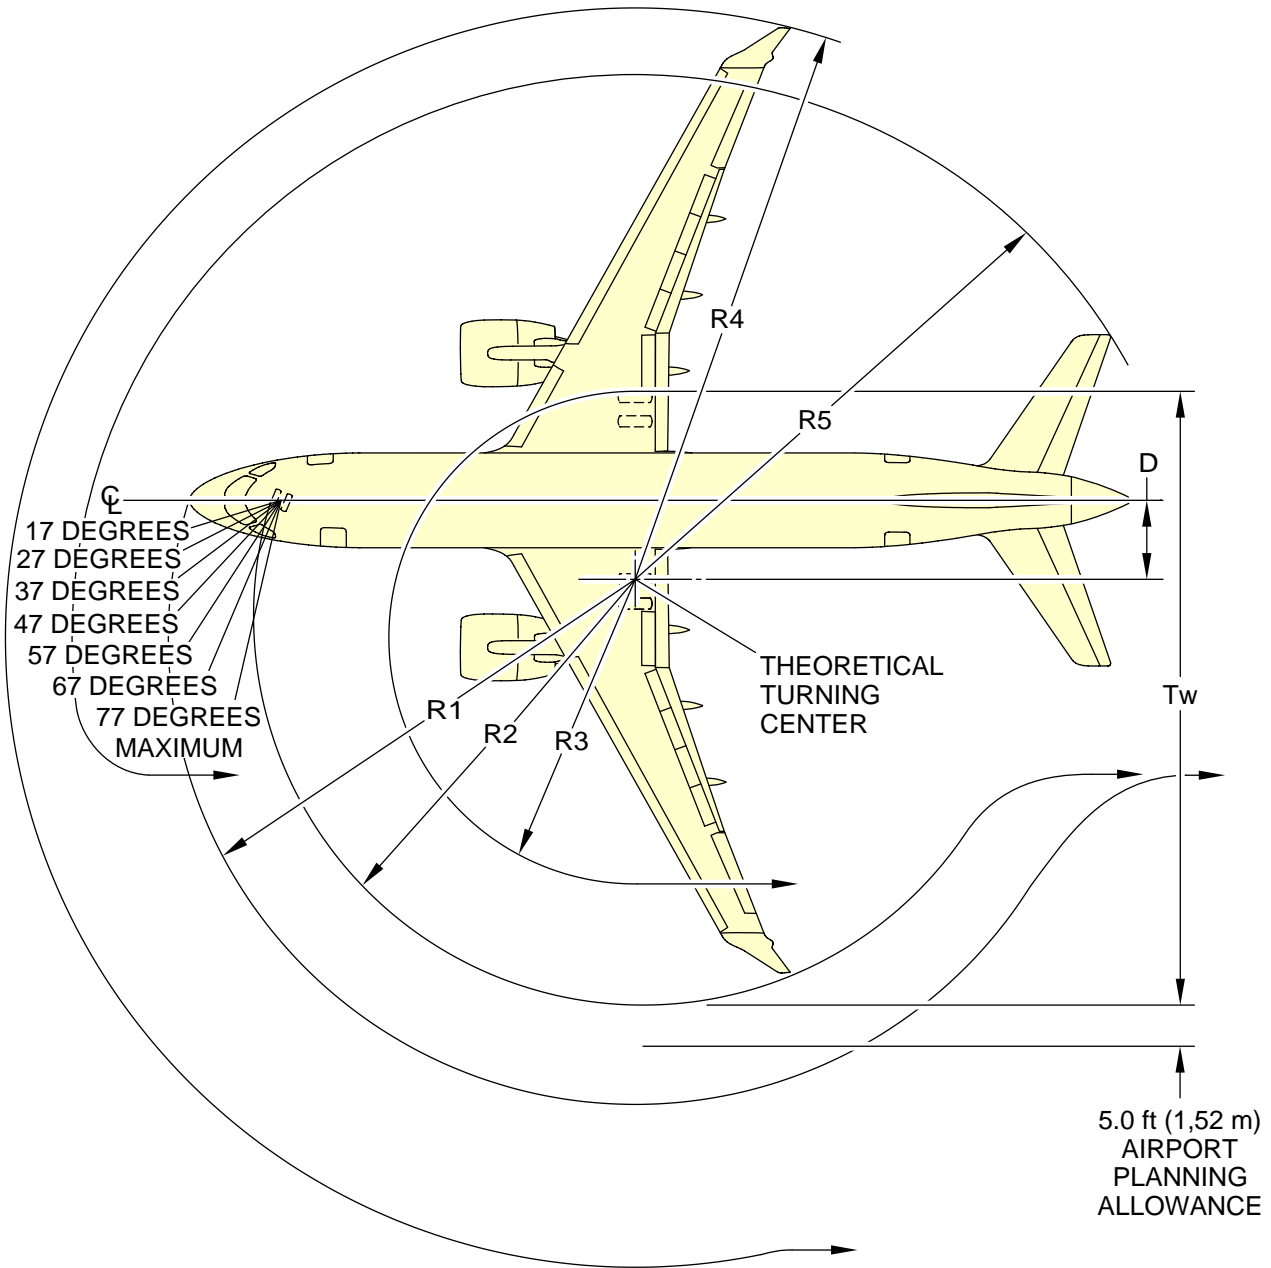 R4
R5
D
℄
17 DEGREES
27 DEGREES
37 DEGREES
47 DEGREES
57 DEGREES
67 DEGREES
77 DEGREES
MAXIMUM
R1
R2
R3
THEORETICAL
TURNING
CENTER
Tw
5.0 ft (1,52 m)
AIRPORT
PLANNING
ALLOWANCE